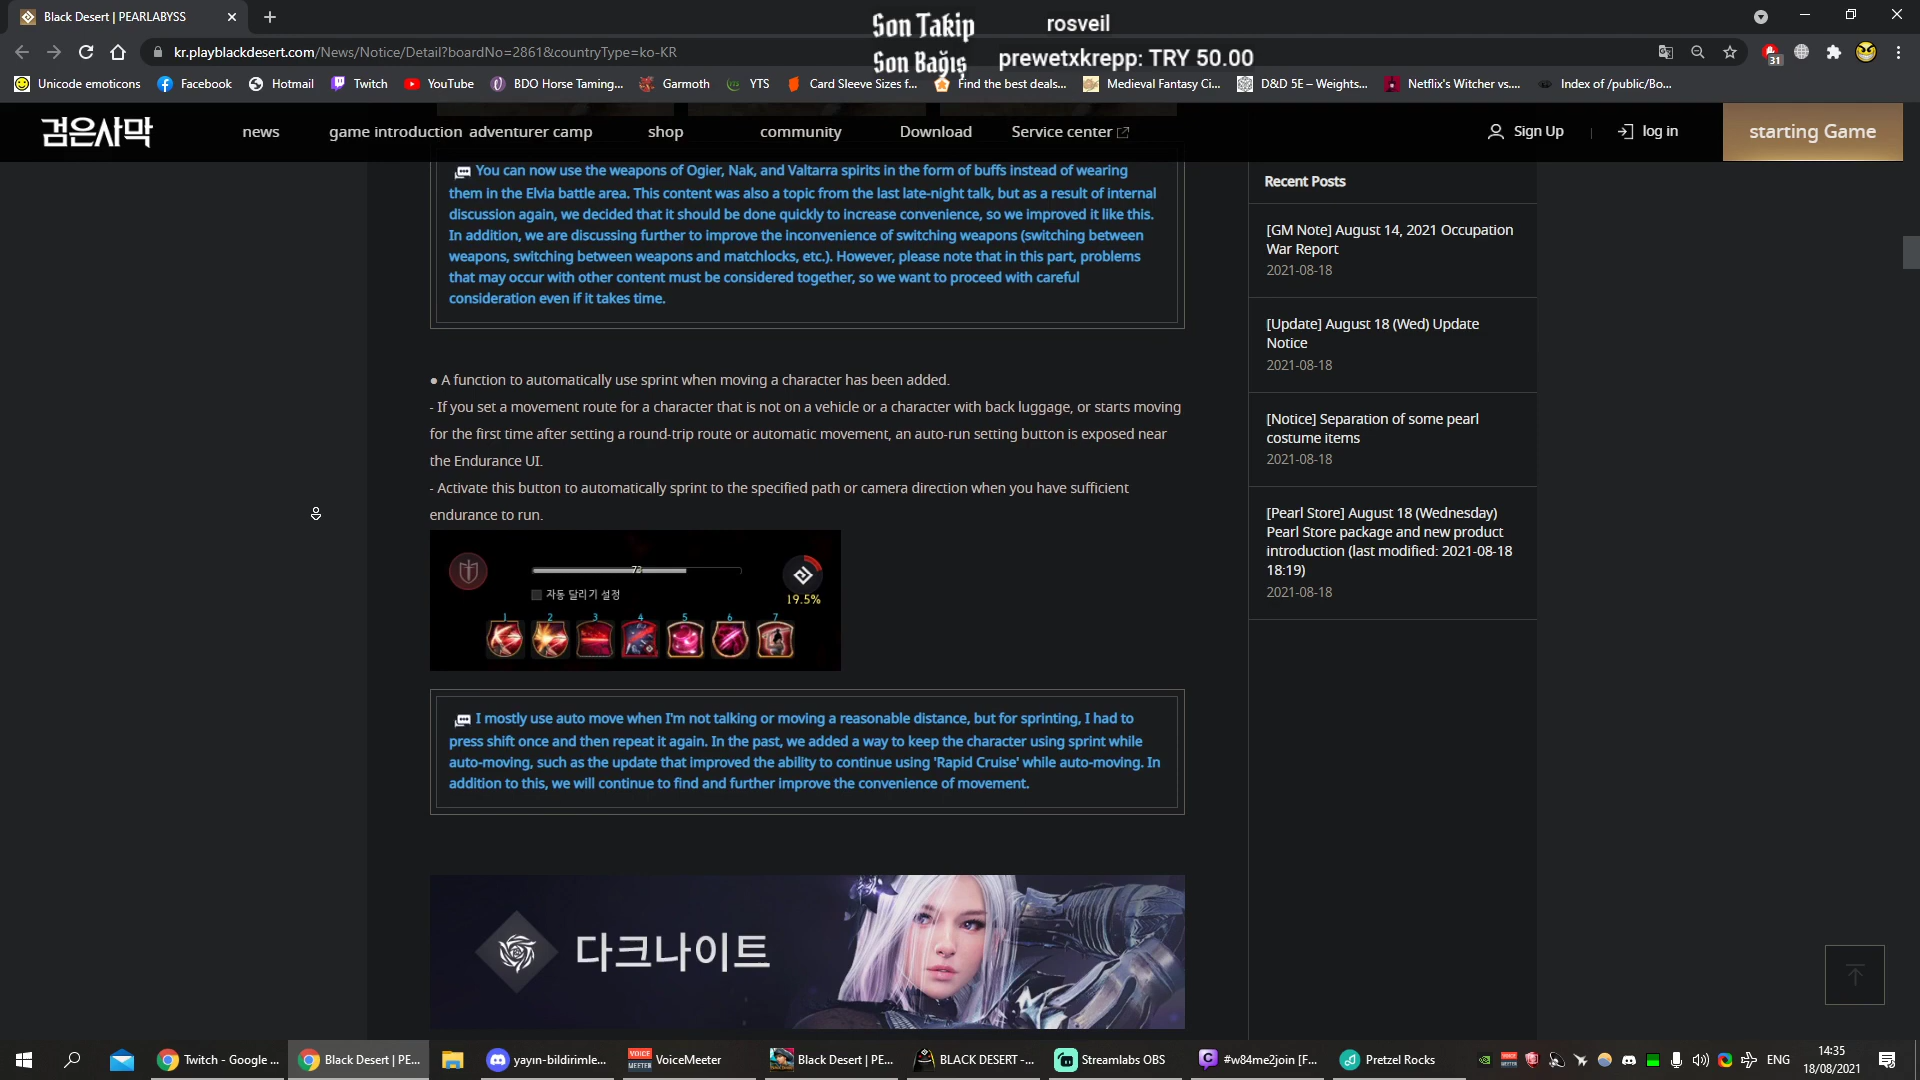 Black Desert | PEARLABYSS
Son Takip rosveil
kr.playblackdesert.com/News/Notice/Detail?boardNo=2861&countryType=ko-KR
Son Bağış prewetxkrepp: TRY 50.00
31
Unicode emoticons Facebook Hotmail Twitch YouTube BDO Horse Taming... Garmoth YTS Card Sleeve Sizes f... Find the best deals... Medieval Fantasy Ci... D&D 5E – Weights... Netflix's Witcher vs.... Index of /public/Bo...
검은사막 news game introduction adventurer camp shop community Download Service center Sign Up log in starting Game
You can now use the weapons of Ogier, Nak, and Valtarra spirits in the form of buffs instead of wearing
them in the Elvia battle area. This content was also a topic from the last late-night talk, but as a result of internal
discussion again, we decided that it should be done quickly to increase convenience, so we improved it like this.
In addition, we are discussing further to improve the inconvenience of switching weapons (switching between
weapons, switching between weapons and matchlocks, etc.). However, please note that in this part, problems
that may occur with other content must be considered together, so we want to proceed with careful
consideration even if it takes time.
● A function to automatically use sprint when moving a character has been added.
- If you set a movement route for a character that is not on a vehicle or a character with back luggage, or starts moving
for the first time after setting a round-trip route or automatic movement, an auto-run setting button is exposed near
the Endurance UI.
- Activate this button to automatically sprint to the specified path or camera direction when you have sufficient
endurance to run.
73
자동 달리기 설정
19.5%
1 2 3 4 5 6 7
I mostly use auto move when I'm not talking or moving a reasonable distance, but for sprinting, I had to
press shift once and then repeat it again. In the past, we added a way to keep the character using sprint while
auto-moving, such as the update that improved the ability to continue using 'Rapid Cruise' while auto-moving. In
addition to this, we will continue to find and further improve the convenience of movement.
다크나이트
Recent Posts
[GM Note] August 14, 2021 Occupation
War Report
2021-08-18
[Update] August 18 (Wed) Update
Notice
2021-08-18
[Notice] Separation of some pearl
costume items
2021-08-18
[Pearl Store] August 18 (Wednesday)
Pearl Store package and new product
introduction (last modified: 2021-08-18
18:19)
2021-08-18
Twitch - Google ... Black Desert | PE... yayın-bildirimle... VOICE MEETER VoiceMeeter Black Desert | PE... BLACK DESERT -... Streamlabs OBS #w84me2join [F... Pretzel Rocks ENG
14:35
18/08/2021